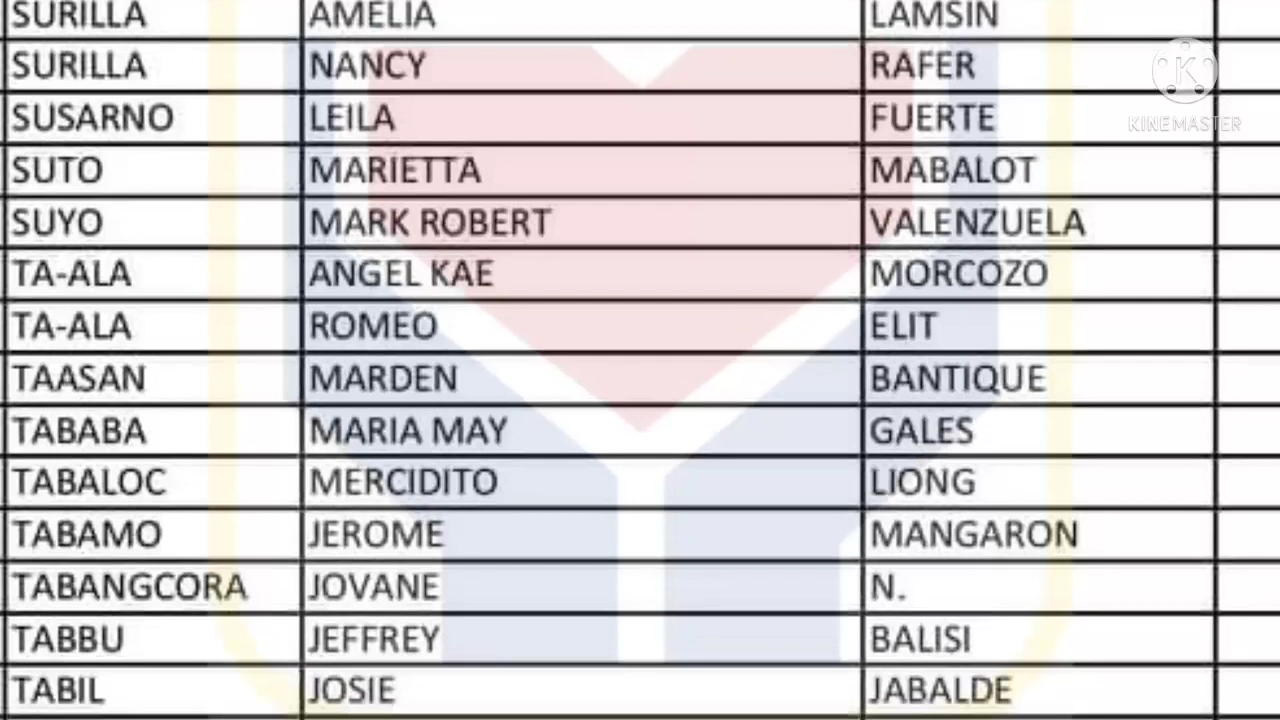 SURILLA AMELIA LAMSIN
SURILLA NANCY RAFER
SUSARNO LEILA FUERTE
SUTO MARIETTA MABALOT
SUYO MARK ROBERT VALENZUELA
TA-ALA ANGEL KAE MORCOZO
TA-ALA ROMEO ELIT
TAASAN MARDEN BANTIQUE
TABABA MARIA MAY GALES
TABALOC MERCIDITO LIONG
TABAMO JEROME MANGARON
TABANGCORA JOVANE N.
TABBU JEFFREY BALISI
TABIL JOSIE JABALDE
K
KINEMASTER